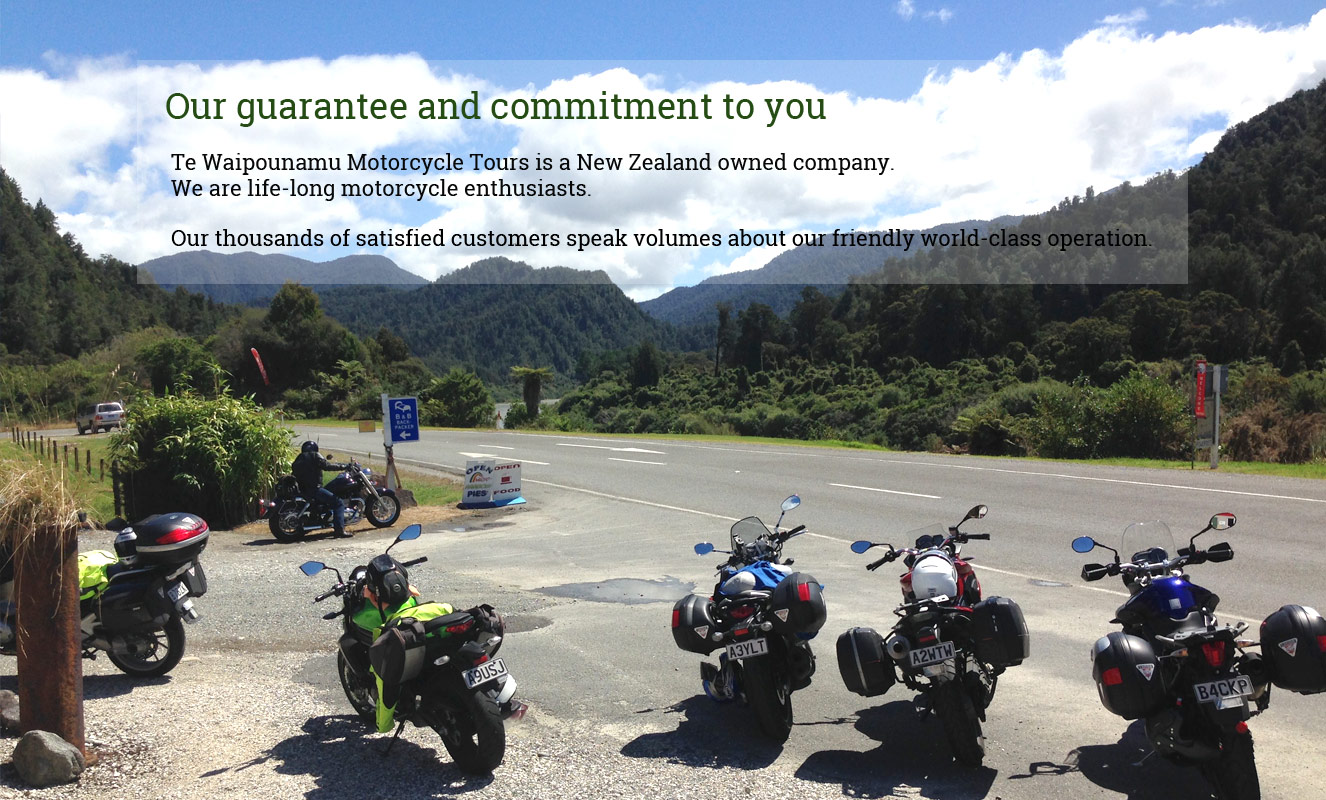 Our guarantee and commitment to you
Te Waipounamu Motorcycle Tours is a New Zealand owned company.
We are life-long motorcycle enthusiasts.
Our thousands of satisfied customers speak volumes about our friendly world-class operation.
B & B
BACK-
PACKER
OPEN
OPEN
PIES
FOOD
A9USJ
A3YLT
A2WTW
B4CKP